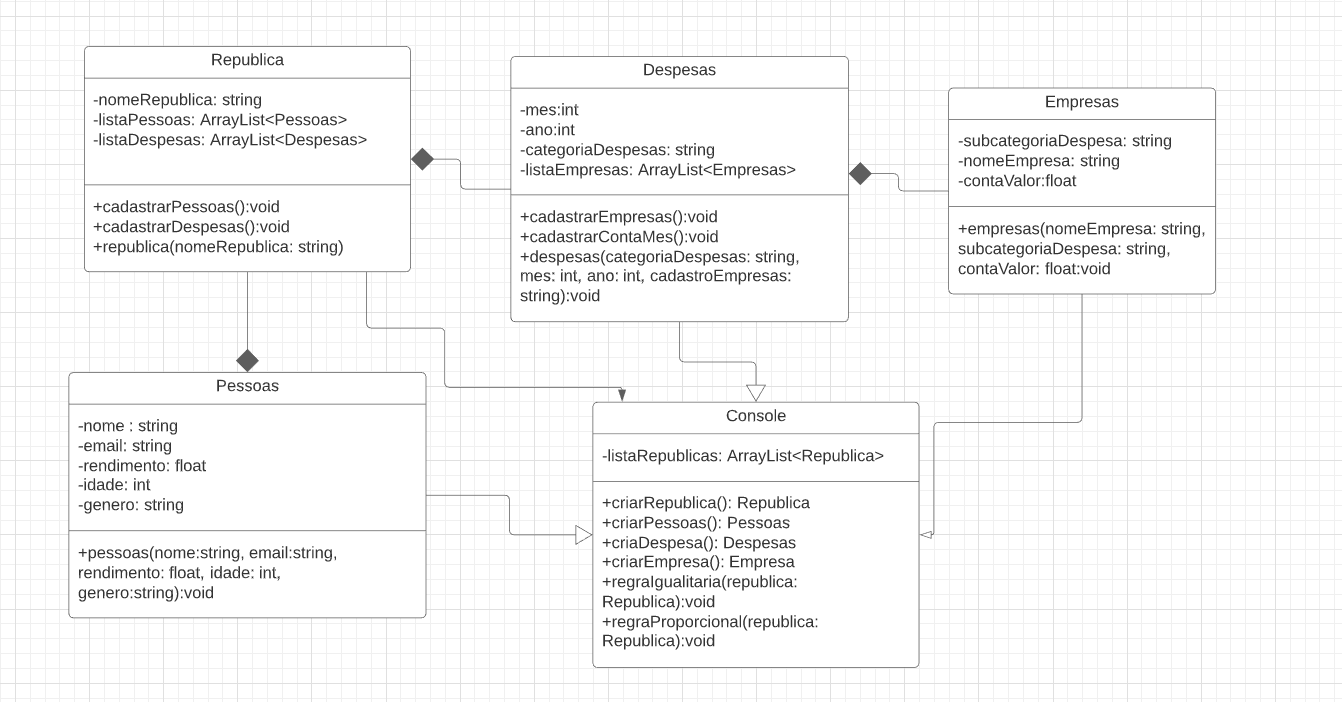 Republica
-nomeRepublica: string
-listaPessoas: ArrayList<Pessoas>
-listaDespesas: ArrayList<Despesas>
+cadastrarPessoas():void
+cadastrarDespesas():void
+republica(nomeRepublica: string)
Despesas
-mes:int
-ano:int
-categoriaDespesas: string
-listaEmpresas: ArrayList<Empresas>
+cadastrarEmpresas():void
+cadastrarContaMes():void
+despesas(categoriaDespesas: string,
mes: int, ano: int, cadastroEmpresas:
string):void
Empresas
-subcategoriaDespesa: string
-nomeEmpresa: string
-contaValor:float
+empresas(nomeEmpresa: string,
subcategoriaDespesa: string,
contaValor: float:void
Pessoas
-nome : string
-email: string
-rendimento: float
-idade: int
-genero: string
+pessoas(nome:string, email:string,
rendimento: float, idade: int,
genero:string):void
Console
-listaRepublicas: ArrayList<Republica>
+criarRepublica(): Republica
+criarPessoas(): Pessoas
+criaDespesa(): Despesas
+criarEmpresa(): Empresa
+regraIgualitaria(republica:
Republica):void
+regraProporcional(republica:
Republica):void